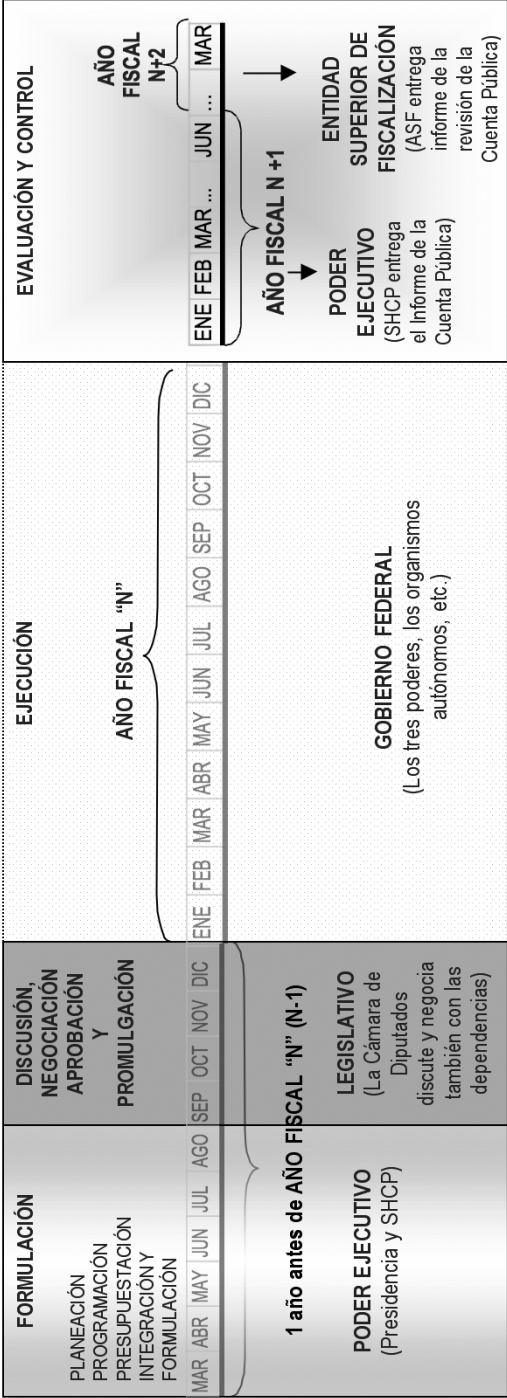 FORMULACIÓN
PLANEACIÓN
PROGRAMACIÓN
PRESUPUESTACIÓN
INTEGRACIÓN Y
FORMULACIÓN
MAR ABR MAY JUN JUL AGO SEP OCT NOV DIC
1 año antes de AÑO FISCAL “N” (N-1)
PODER EJECUTIVO
(Presidencia y SHCP)
DISCUSIÓN,
NEGOCIACIÓN
APROBACIÓN
Y
PROMULGACIÓN
LEGISLATIVO
(La Cámara de
Diputados
discute y negocia
también con las
dependencias)
EJECUCIÓN
AÑO FISCAL “N”
ENE FEB MAR ABR MAY JUN JUL AGO SEP OCT NOV DIC
GOBIERNO FEDERAL
(Los tres poderes, los organismos
autónomos, etc.)
EVALUACIÓN Y CONTROL
AÑO
FISCAL
N+2
ENE FEB MAR ... JUN ... MAR
AÑO FISCAL N +1
PODER
EJECUTIVO
(SHCP entrega
el Informe de la
Cuenta Pública)
ENTIDAD
SUPERIOR DE
FISCALIZACIÓN
(ASF entrega
informe de la
revisión de la
Cuenta Pública)